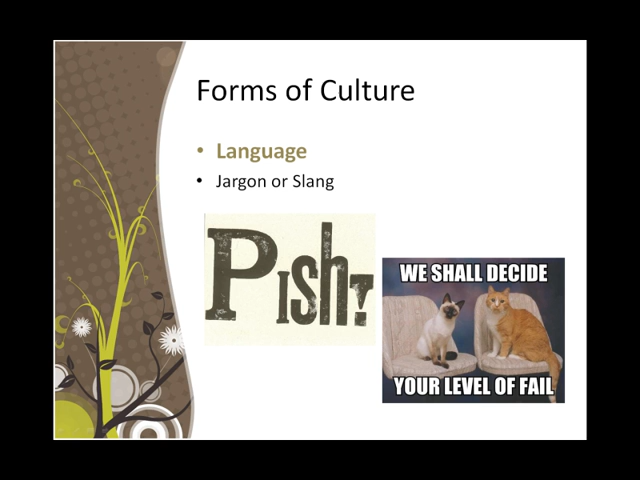 Forms of Culture
• Language
• Jargon or Slang
Pish!
WE SHALL DECIDE
YOUR LEVEL OF FAIL